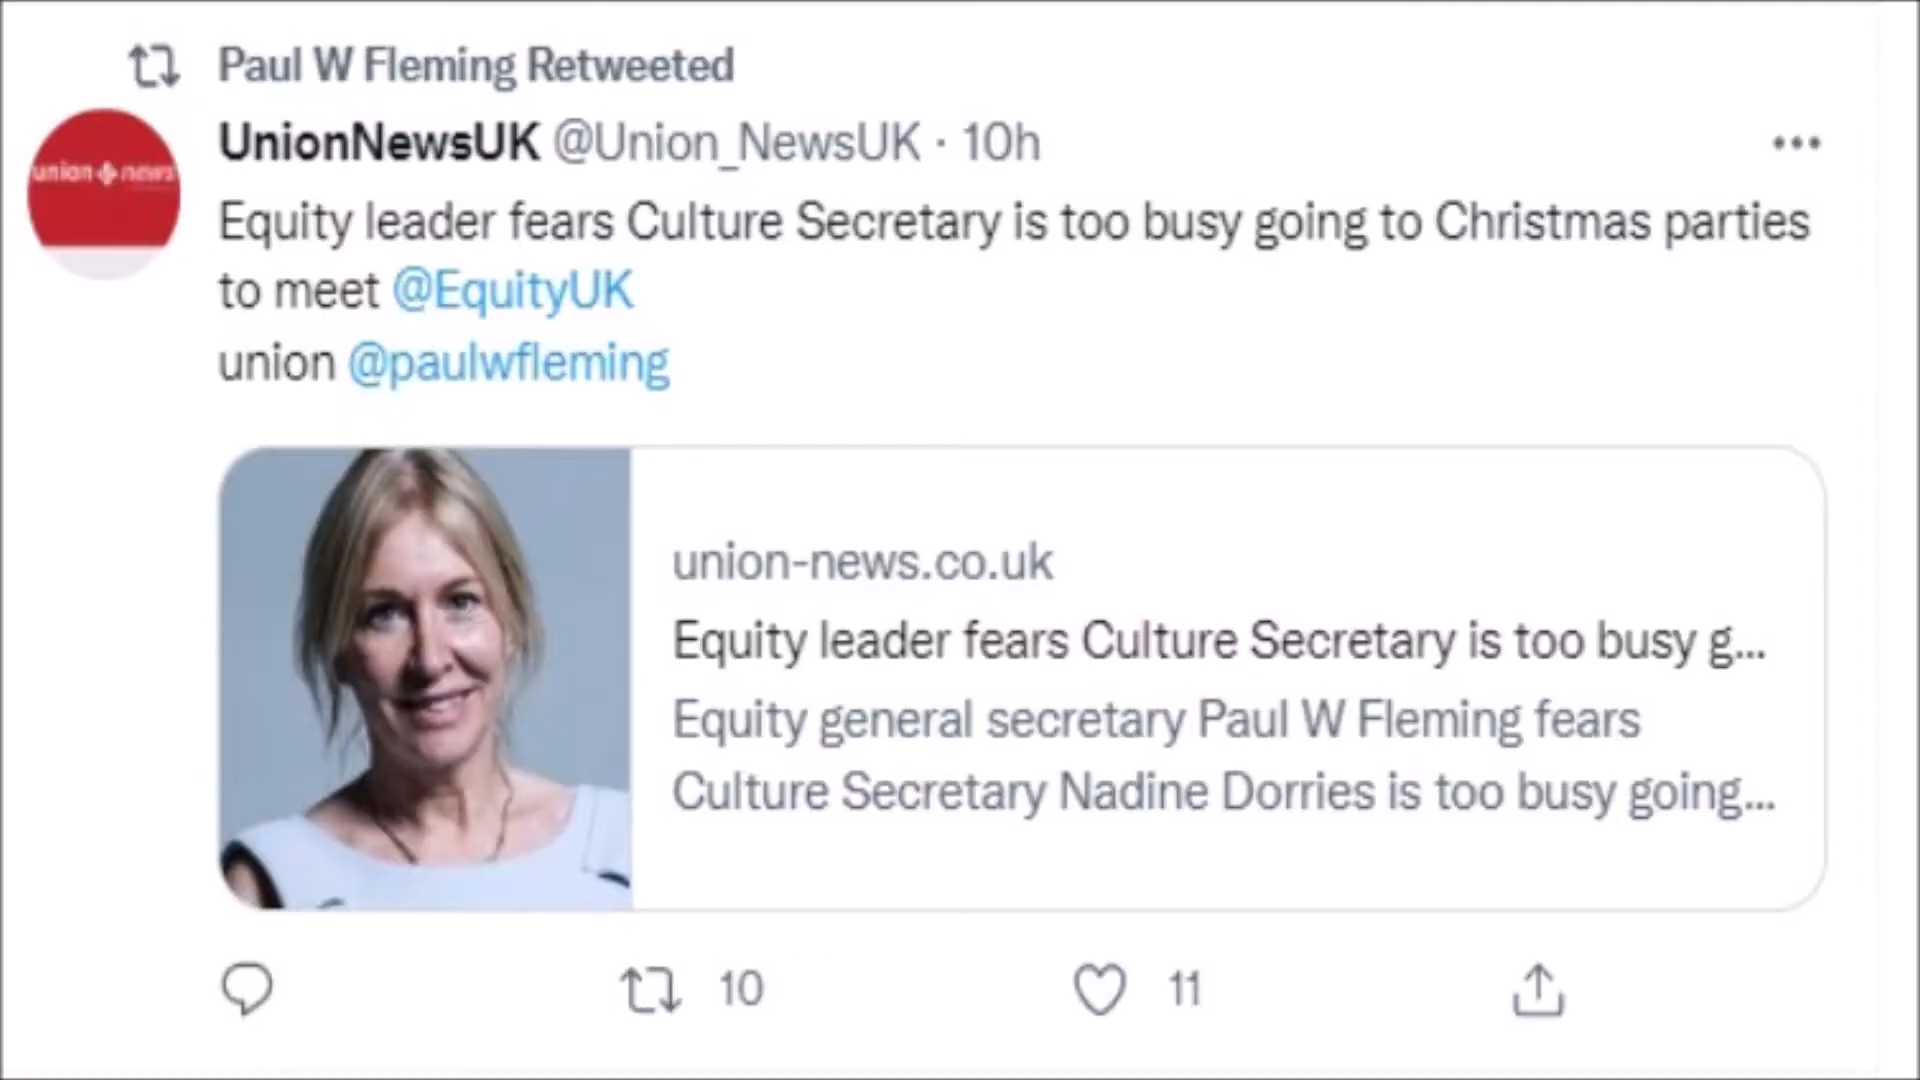 Paul W Fleming Retweeted
union news
UnionNewsUK @Union_NewsUK · 10h
Equity leader fears Culture Secretary is too busy going to Christmas parties
to meet @EquityUK
union @paulwfleming
union-news.co.uk
Equity leader fears Culture Secretary is too busy g...
Equity general secretary Paul W Fleming fears
Culture Secretary Nadine Dorries is too busy going...
10
11